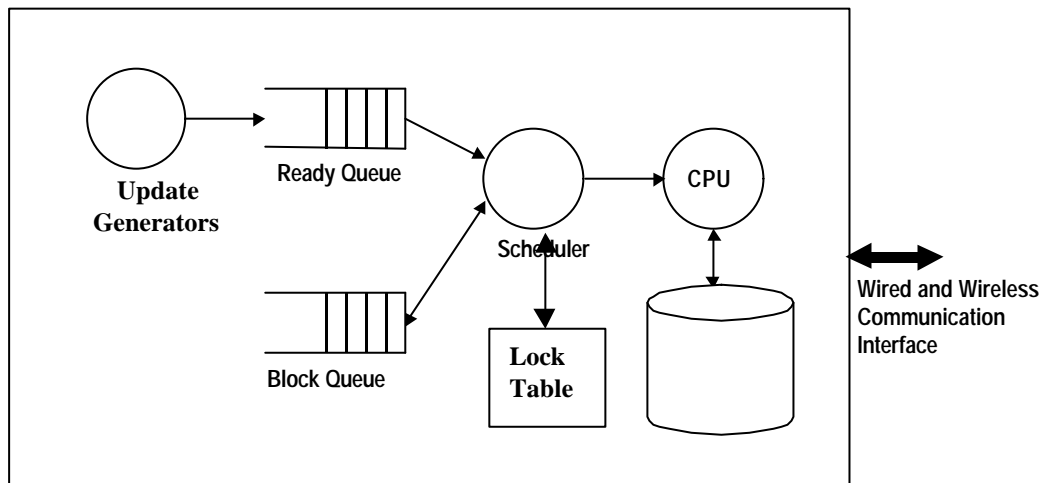 Update
Generators
Ready Queue
Block Queue
Scheduler
Lock
Table
CPU
Wired and Wireless
Communication
Interface